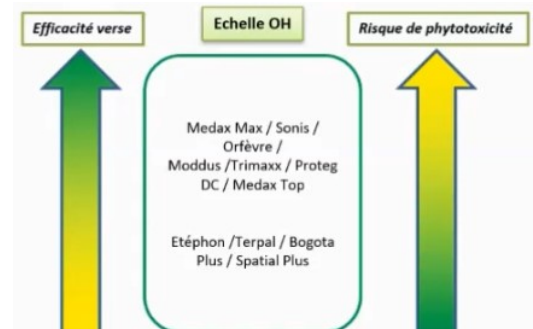 Efficacité verse
Echelle OH
Risque de phytotoxicité
Medax Max / Sonis /
Orfèvre /
Moddus /Trimaxx / Proteg
DC / Medax Top
Etéphon /Terpal / Bogota
Plus / Spatial Plus